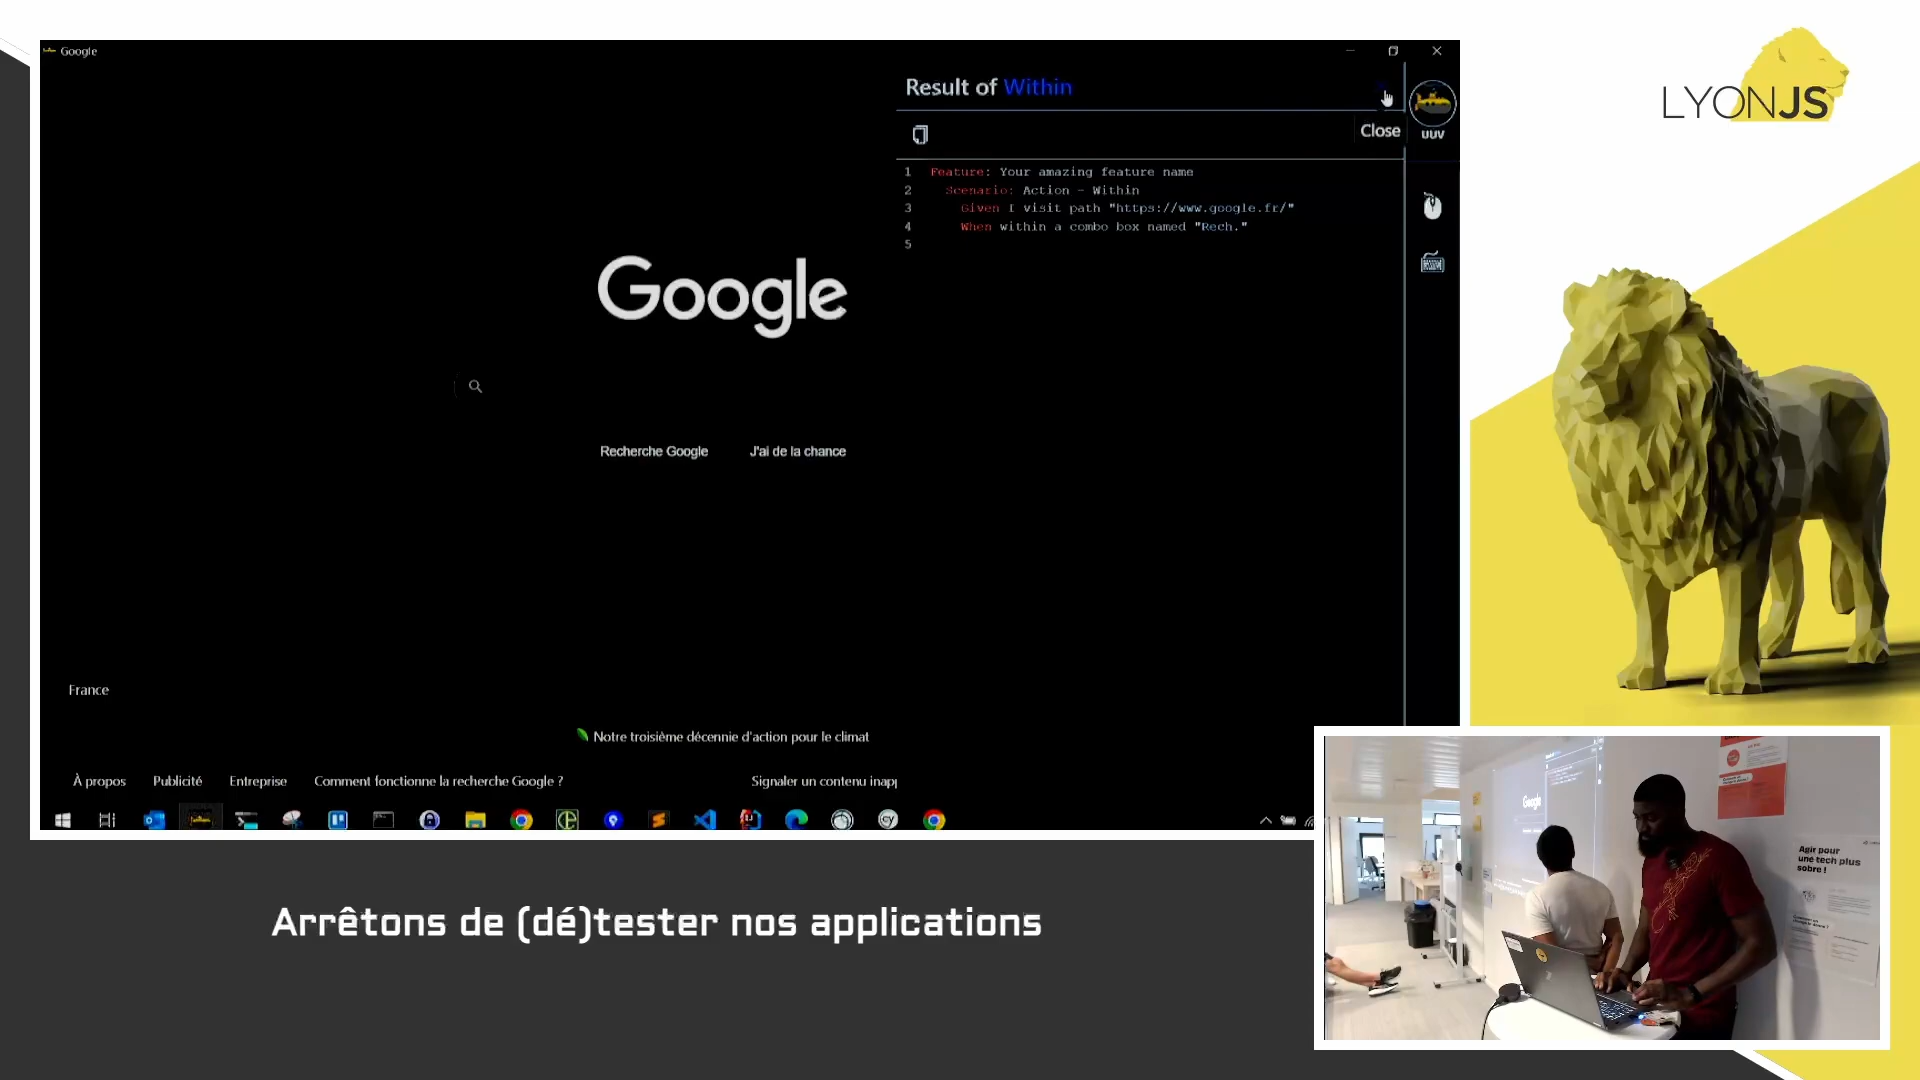 Google
Result of Within
LYONJS
Close
UUV
1 Feature: Your amazing feature name
2 Scenario: Action - Within
3 Given I visit path "https://www.google.fr/"
4 When within a combo box named "Rech."
5
Google
Recherche Google J'ai de la chance
France
Notre troisième décennie d'action pour le climat
À propos Publicité Entreprise Comment fonctionne la recherche Google ? Signaler un contenu inapp
Google
Agir pour
une tech plus
sobre !
Arrêtons de (dé)tester nos applications